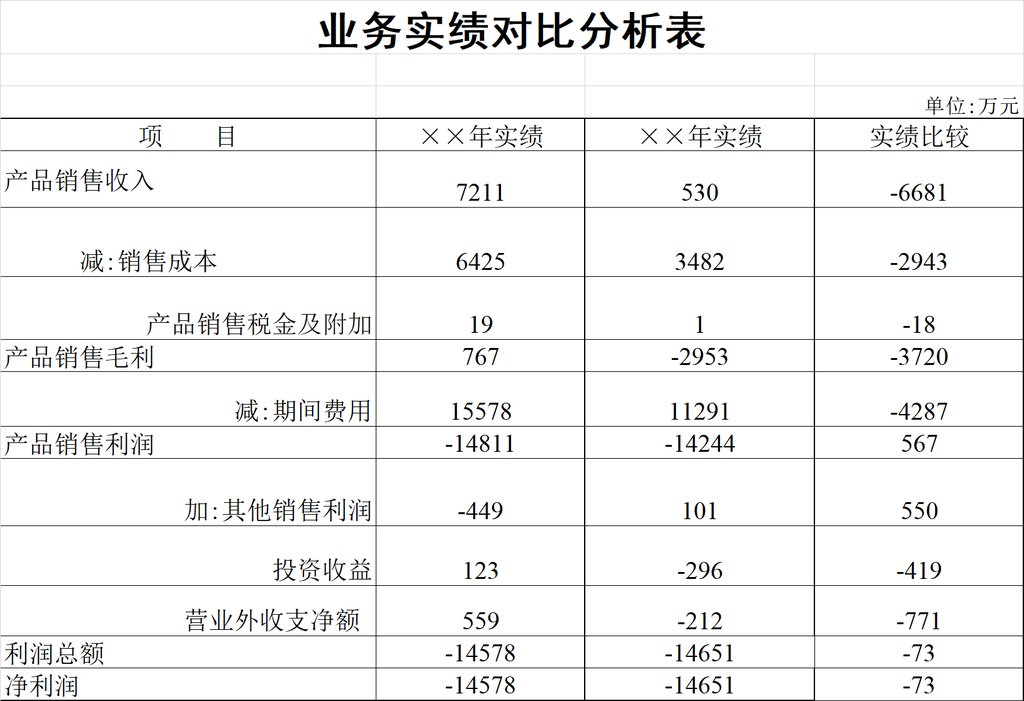 业务实绩对比分析表
单位:万元
项 目 ××年实绩 ××年实绩 实绩比较
产品销售收入 7211 530 -6681
减:销售成本 6425 3482 -2943
产品销售税金及附加 19 1 -18
产品销售毛利 767 -2953 -3720
减:期间费用 15578 11291 -4287
产品销售利润 -14811 -14244 567
加:其他销售利润 -449 101 550
投资收益 123 -296 -419
营业外收支净额 559 -212 -771
利润总额 -14578 -14651 -73
净利润 -14578 -14651 -73